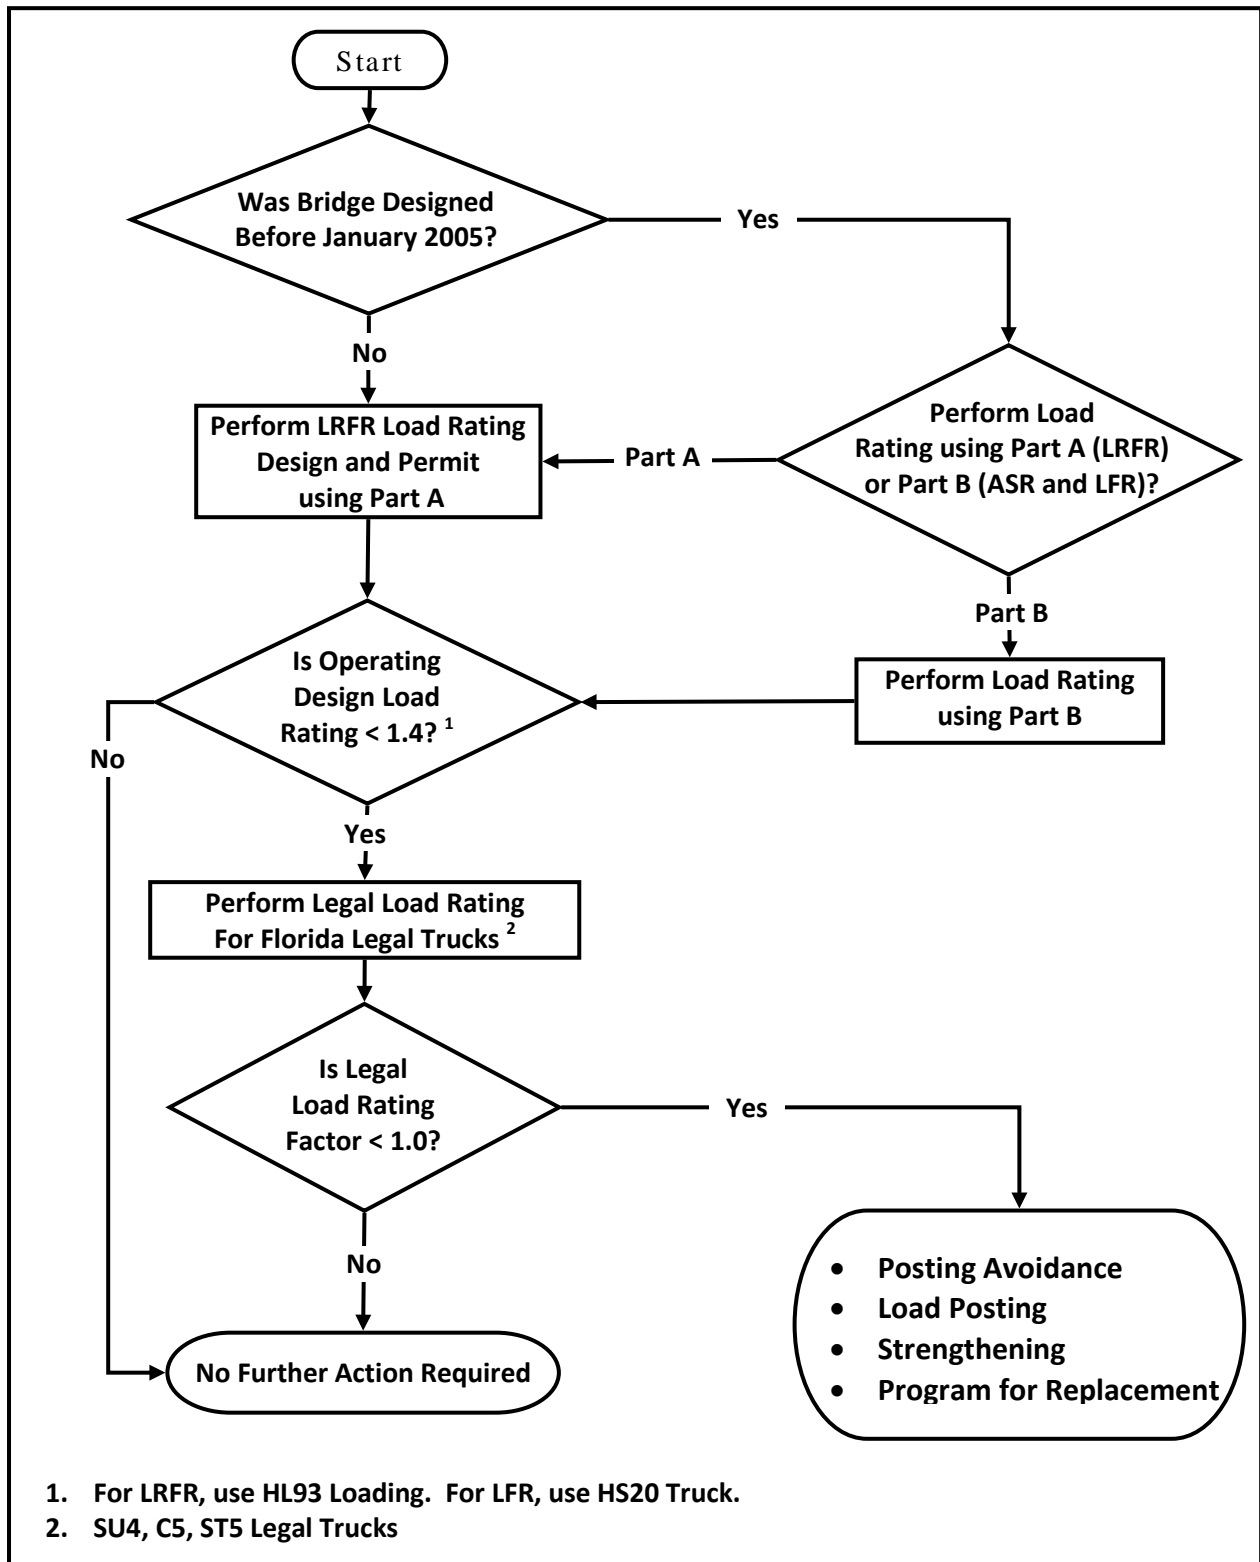 Start
Was Bridge Designed
Before January 2005?
Yes
No
Perform LRFR Load Rating
Design and Permit
using Part A
Part A
Perform Load
Rating using Part A (LRFR)
or Part B (ASR and LFR)?
Part B
Perform Load Rating
using Part B
Is Operating
Design Load
Rating < 1.4? 1
No
Yes
Perform Legal Load Rating
For Florida Legal Trucks 2
Is Legal
Load Rating
Factor < 1.0?
Yes
No
No Further Action Required
• Posting Avoidance
• Load Posting
• Strengthening
• Program for Replacement
1. For LRFR, use HL93 Loading. For LFR, use HS20 Truck.
2. SU4, C5, ST5 Legal Trucks